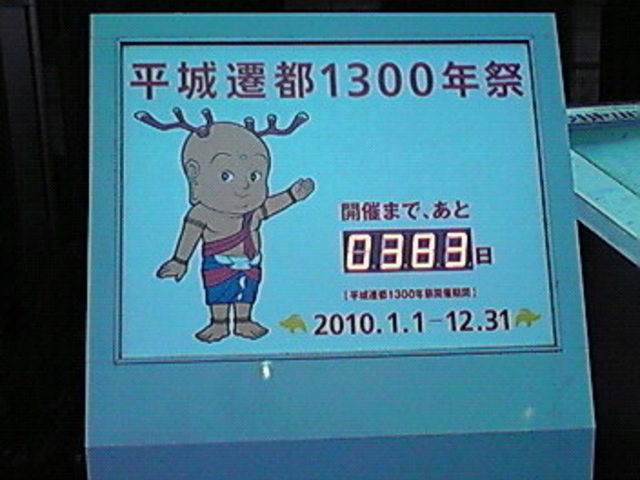 平城遷都1300年祭
開催まで、あと
0383日
【平城遷都1300年祭開催期間】
2010.1.1-12.31